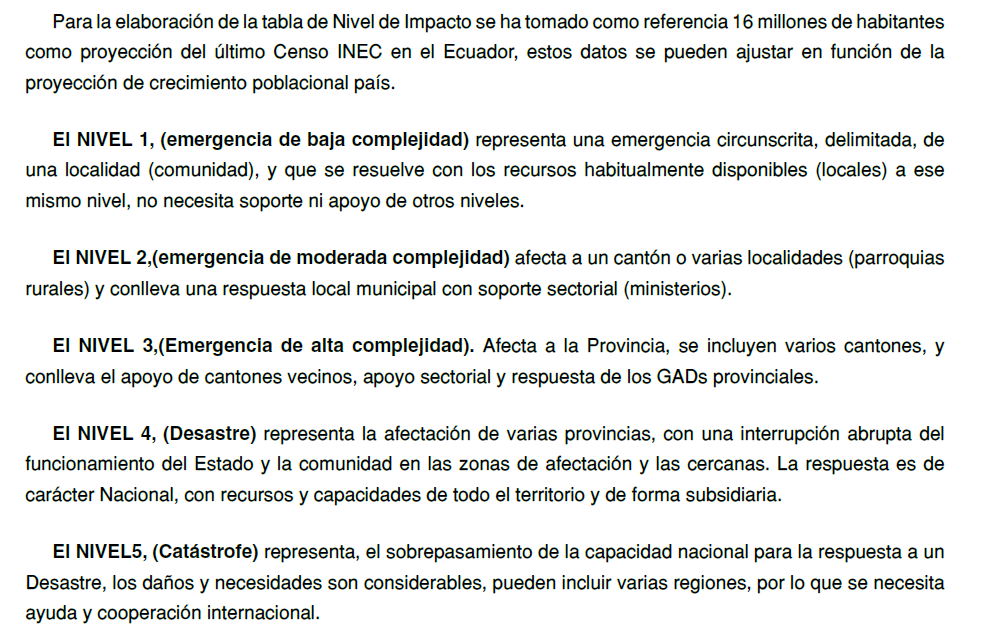 Para la elaboración de la tabla de Nivel de Impacto se ha tomado como referencia 16 millones de habitantes
como proyección del último Censo INEC en el Ecuador, estos datos se pueden ajustar en función de la
proyección de crecimiento poblacional país.
El NIVEL 1, (emergencia de baja complejidad) representa una emergencia circunscrita, delimitada, de
una localidad (comunidad), y que se resuelve con los recursos habitualmente disponibles (locales) a ese
mismo nivel, no necesita soporte ni apoyo de otros niveles.
El NIVEL 2,(emergencia de moderada complejidad) afecta a un cantón o varias localidades (parroquias
rurales) y conlleva una respuesta local municipal con soporte sectorial (ministerios).
El NIVEL 3,(Emergencia de alta complejidad). Afecta a la Provincia, se incluyen varios cantones, y
conlleva el apoyo de cantones vecinos, apoyo sectorial y respuesta de los GADs provinciales.
El NIVEL 4, (Desastre) representa la afectación de varias provincias, con una interrupción abrupta del
funcionamiento del Estado y la comunidad en las zonas de afectación y las cercanas. La respuesta es de
carácter Nacional, con recursos y capacidades de todo el territorio y de forma subsidiaria.
El NIVEL5, (Catástrofe) representa, el sobrepasamiento de la capacidad nacional para la respuesta a un
Desastre, los daños y necesidades son considerables, pueden incluir varias regiones, por lo que se necesita
ayuda y cooperación internacional.